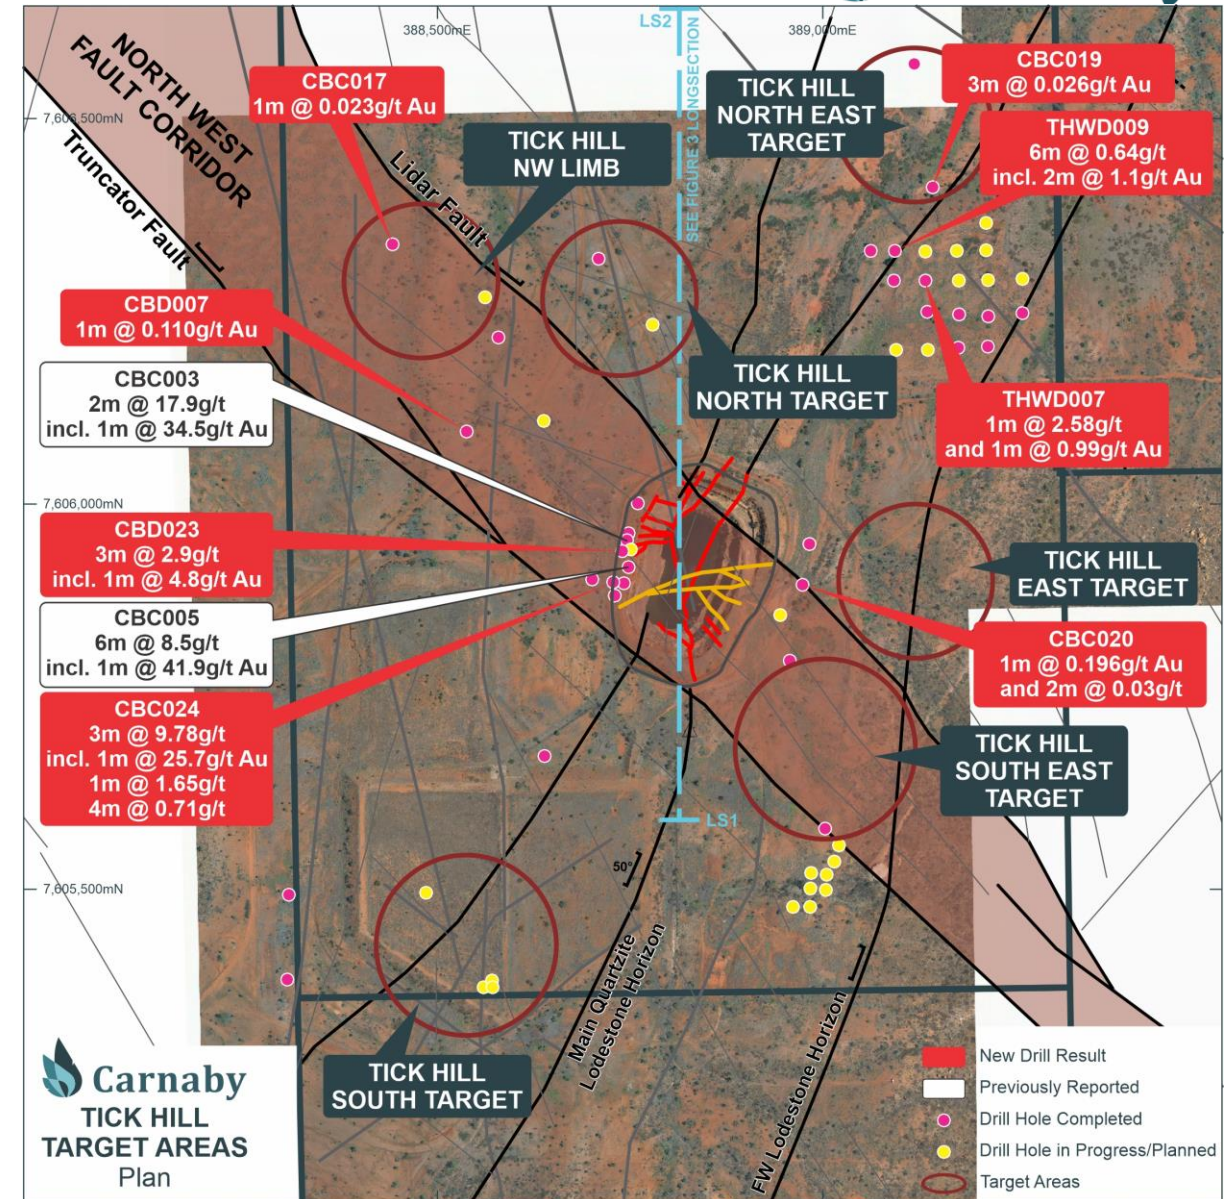 388,500mE
LS2
389,000mE
SEE FIGURE 3 LONGSECTION
NORTH WEST
FAULT CORRIDOR
CBC017
1m @ 0.023g/t Au
TICK HILL
NW LIMB
TICK HILL
NORTH EAST
TARGET
CBC019
3m @ 0.026g/t Au
THWD009
6m @ 0.64g/t
incl. 2m @ 1.1g/t Au
7,606,500mN
Truncator Fault
Lidar Fault
CBD007
1m @ 0.110g/t Au
CBC003
2m @ 17.9g/t
incl. 1m @ 34.5g/t Au
TICK HILL
NORTH TARGET
THWD007
1m @ 2.58g/t
and 1m @ 0.99g/t Au
7,606,000mN
CBD023
3m @ 2.9g/t
incl. 1m @ 4.8g/t Au
TICK HILL
EAST TARGET
CBC005
6m @ 8.5g/t
incl. 1m @ 41.9g/t Au
CBC020
1m @ 0.196g/t Au
and 2m @ 0.03g/t
CBC024
3m @ 9.78g/t
incl. 1m @ 25.7g/t Au
1m @ 1.65g/t
4m @ 0.71g/t
TICK HILL
SOUTH EAST
TARGET
LS1
50°
7,605,500mN
Main Quartzite
Lodestone Horizon
FW Lodestone Horizon
TICK HILL
SOUTH TARGET
Carnaby
TICK HILL
TARGET AREAS
Plan
New Drill Result
Previously Reported
Drill Hole Completed
Drill Hole in Progress/Planned
Target Areas